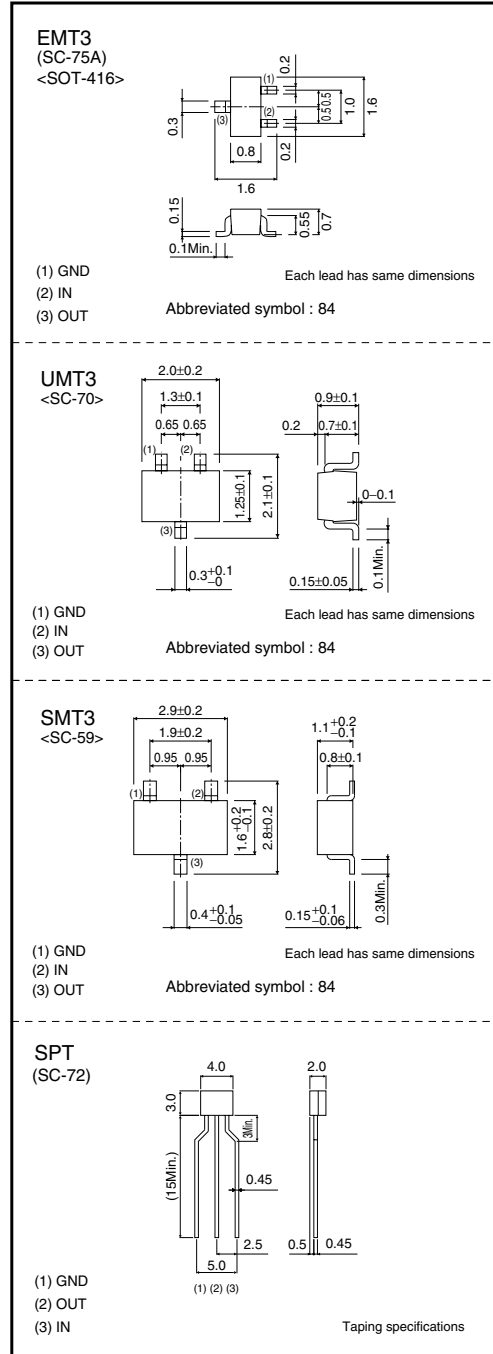 EMT3
(SC-75A)
<SOT-416>
(1)
0.2
0.3
(3)
(2)
0.5 0.5
1.0
1.6
0.8
0.2
1.6
0.15
0.55
0.7
0.1Min.
(1) GND
(2) IN
(3) OUT
Each lead has same dimensions
Abbreviated symbol : 84
UMT3
<SC-70>
2.0±0.2
1.3±0.1
0.65 0.65
(1) (2)
1.25±0.1
2.1±0.1
(3)
0.3+0.1 −0
0.9±0.1
0.2 0.7±0.1
0−0.1
0.1Min.
0.15±0.05
(1) GND
(2) IN
(3) OUT
Each lead has same dimensions
Abbreviated symbol : 84
SMT3
<SC-59>
2.9±0.2
1.9±0.2
0.95 0.95
(1) (2)
1.6+0.2 −0.1
2.8±0.2
(3)
0.4+0.1 −0.05
1.1+0.2 −0.1
0.8±0.1
0.15+0.1 −0.06
0.3Min.
(1) GND
(2) IN
(3) OUT
Each lead has same dimensions
Abbreviated symbol : 84
SPT
(SC-72)
4.0
2.0
3.0
3Min.
(15Min.)
0.45
2.5
5.0
0.5 0.45
(1) (2) (3)
(1) GND
(2) OUT
(3) IN
Taping specifications